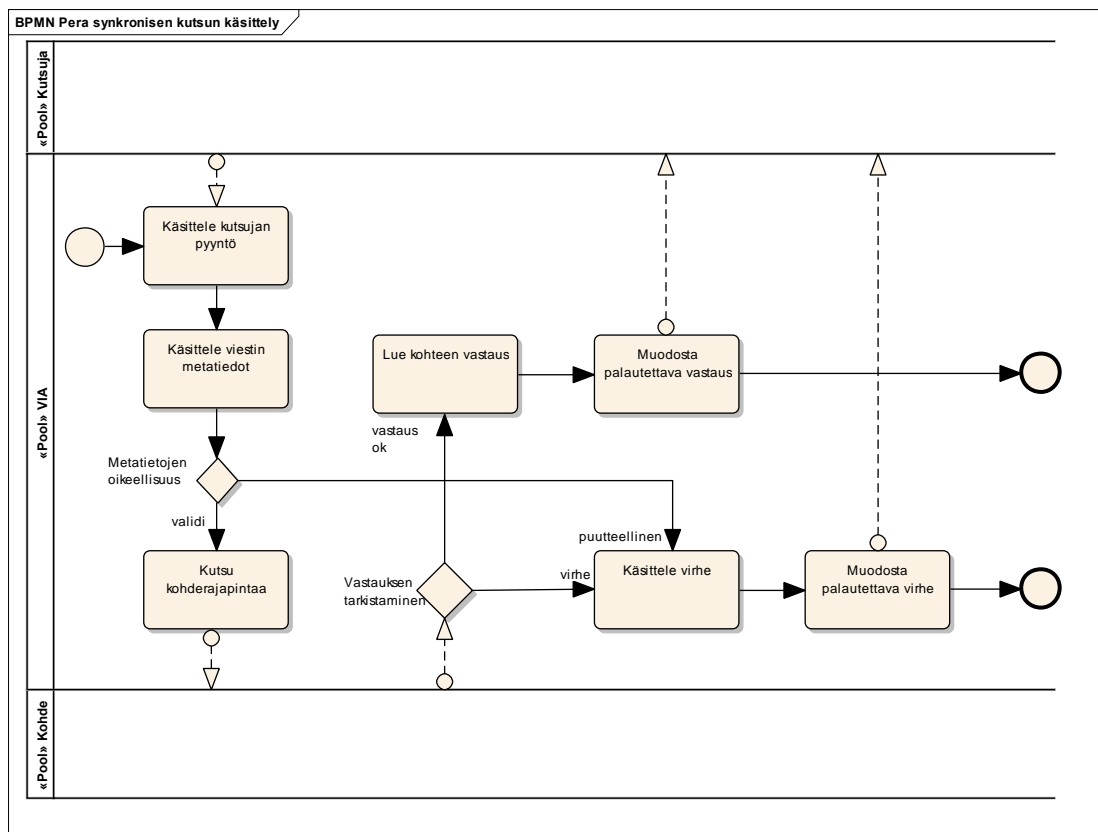 BPMN Pera synkronisen kutsun käsittely
«Pool» Kutsuja
«Pool» VIA
Käsittele kutsujan
pyyntö
Käsittele viestin
metatiedot
Lue kohteen vastaus
Muodosta
palautettava vastaus
vastaus
ok
Metatietojen
oikeellisuus
validi
puutteellinen
Kutsu
kohderajapintaa
Vastauksen
tarkistaminen
virhe
Käsittele virhe
Muodosta
palautettava virhe
«Pool» Kohde